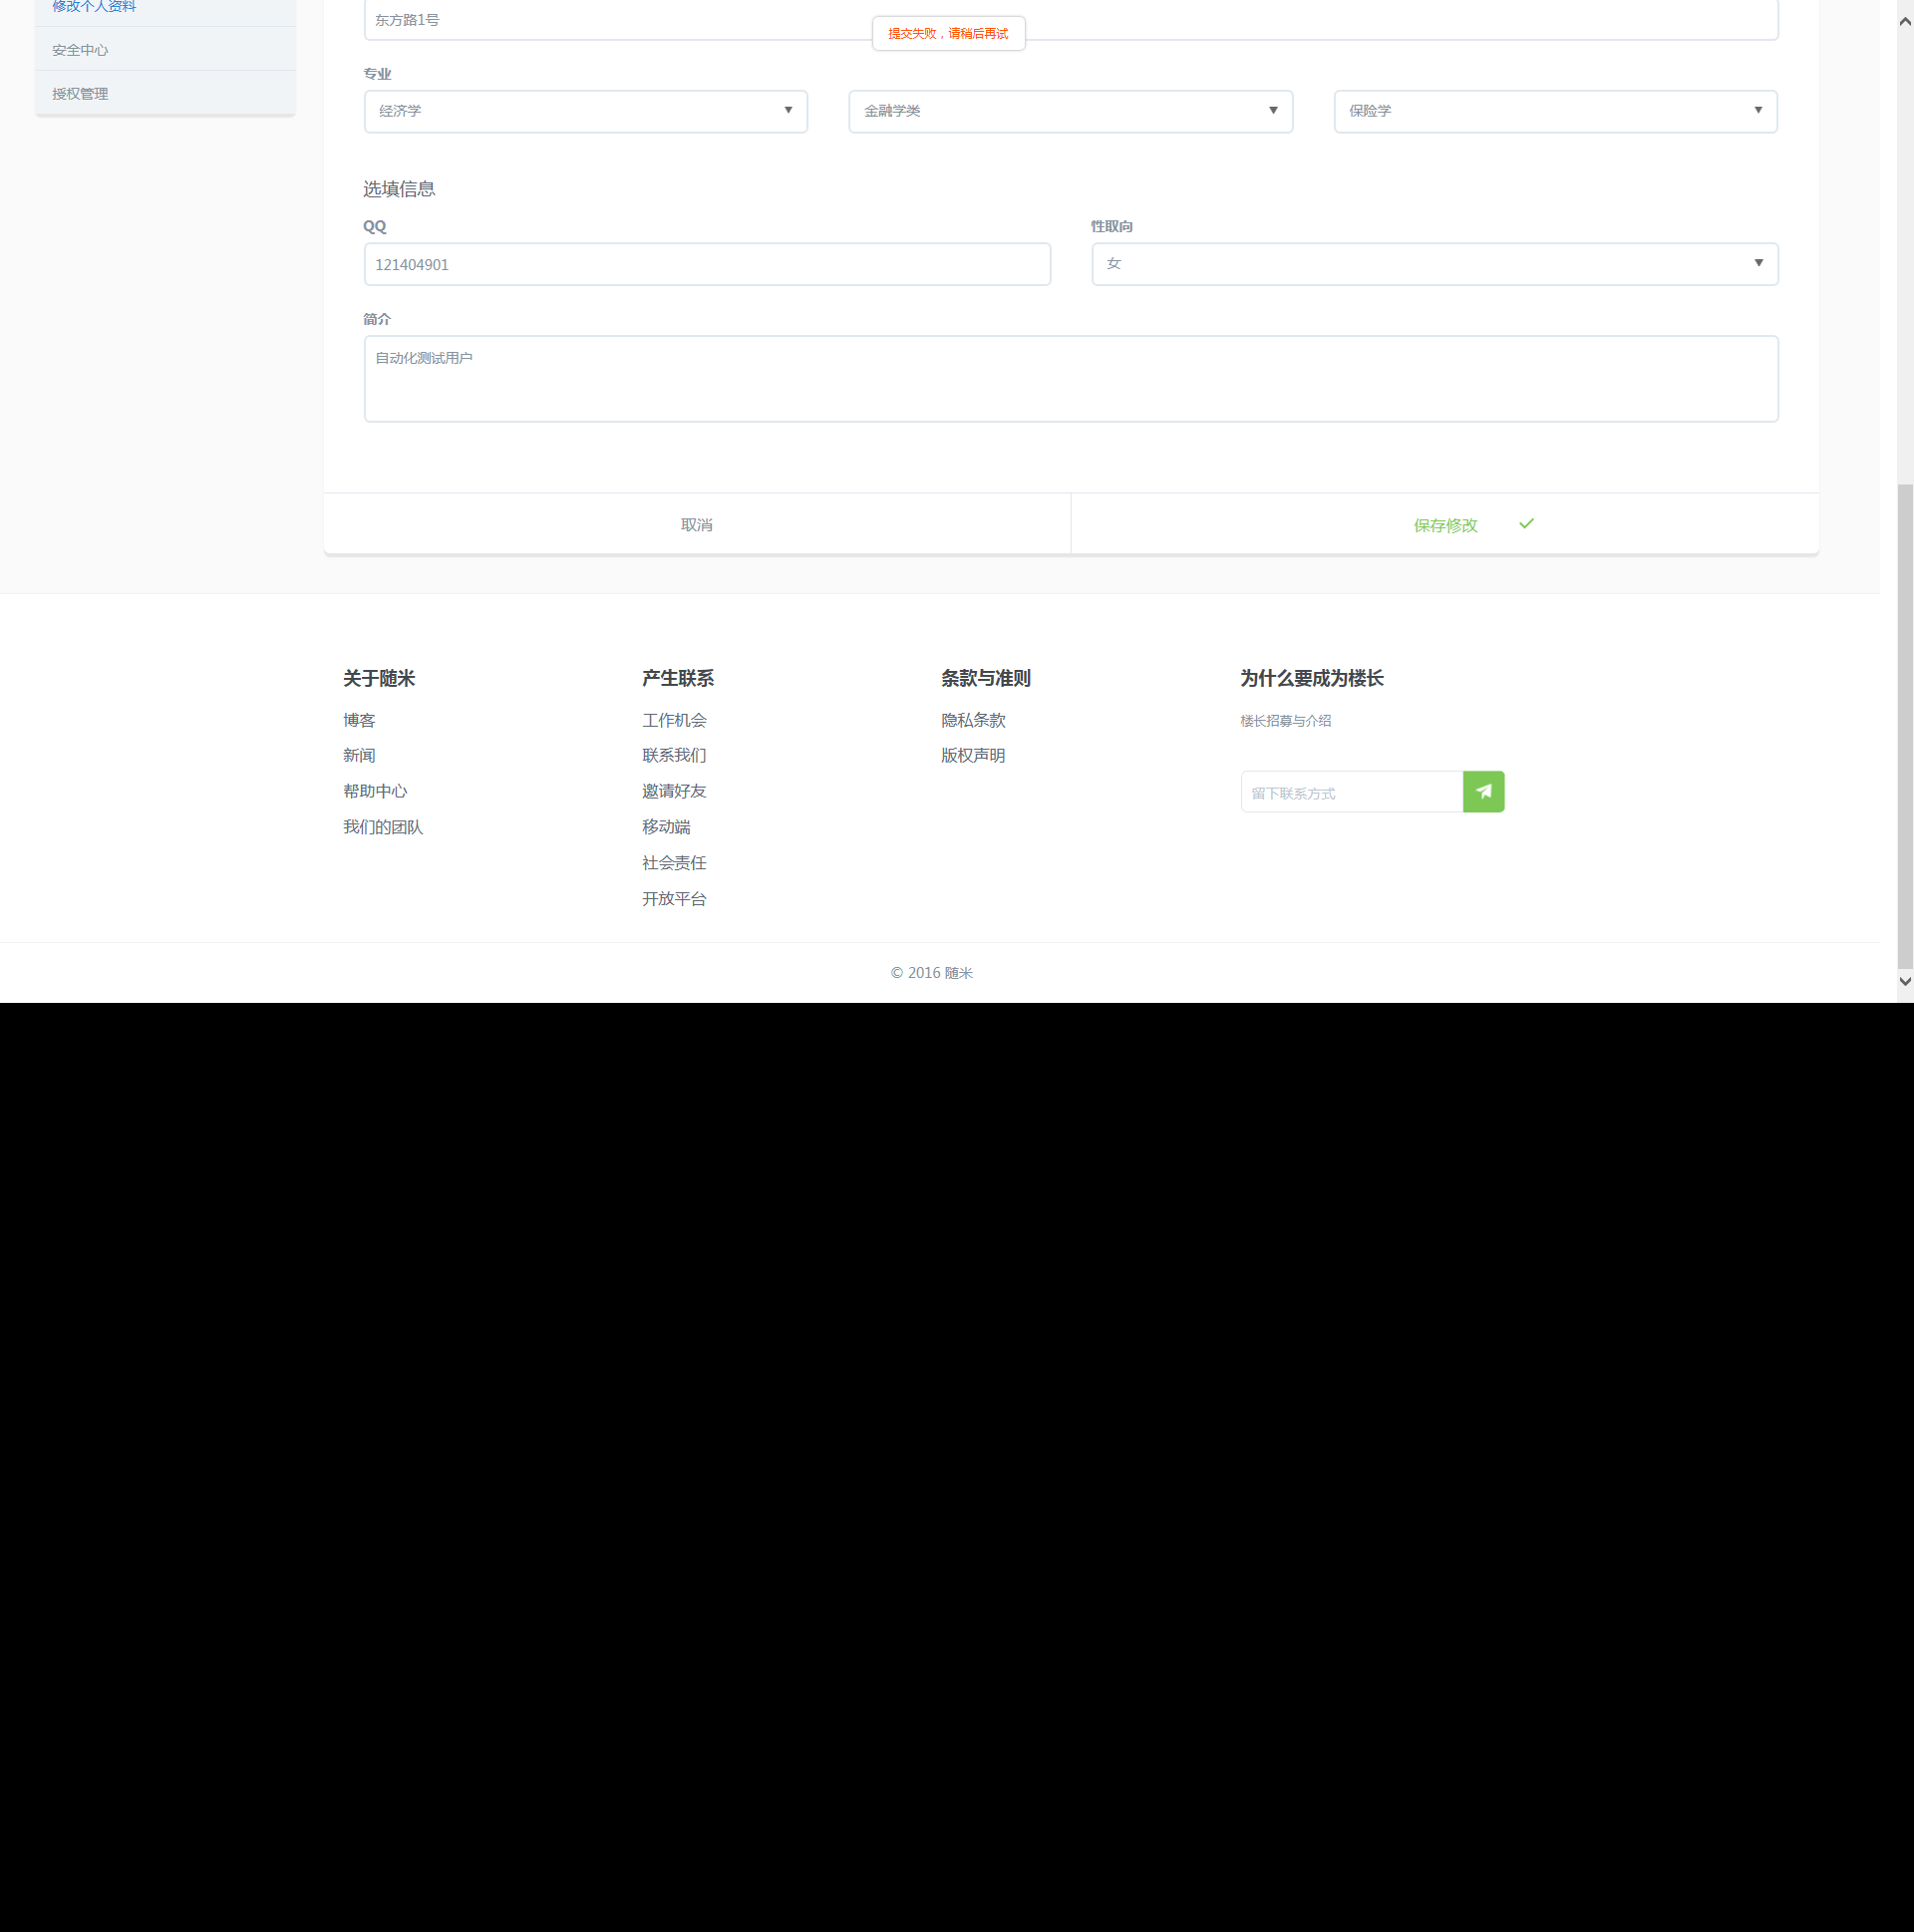 修改个人资料
安全中心
授权管理
东方路1号
提交失败，请稍后再试
专业
经济学
金融学类
保险学
选填信息
QQ
性取向
121404901
女
简介
自动化测试用户
取消
保存修改
关于随米
博客
新闻
帮助中心
我们的团队
产生联系
工作机会
联系我们
邀请好友
移动端
社会责任
开放平台
条款与准则
隐私条款
版权声明
为什么要成为楼长
楼长招募与介绍
留下联系方式
© 2016 随米